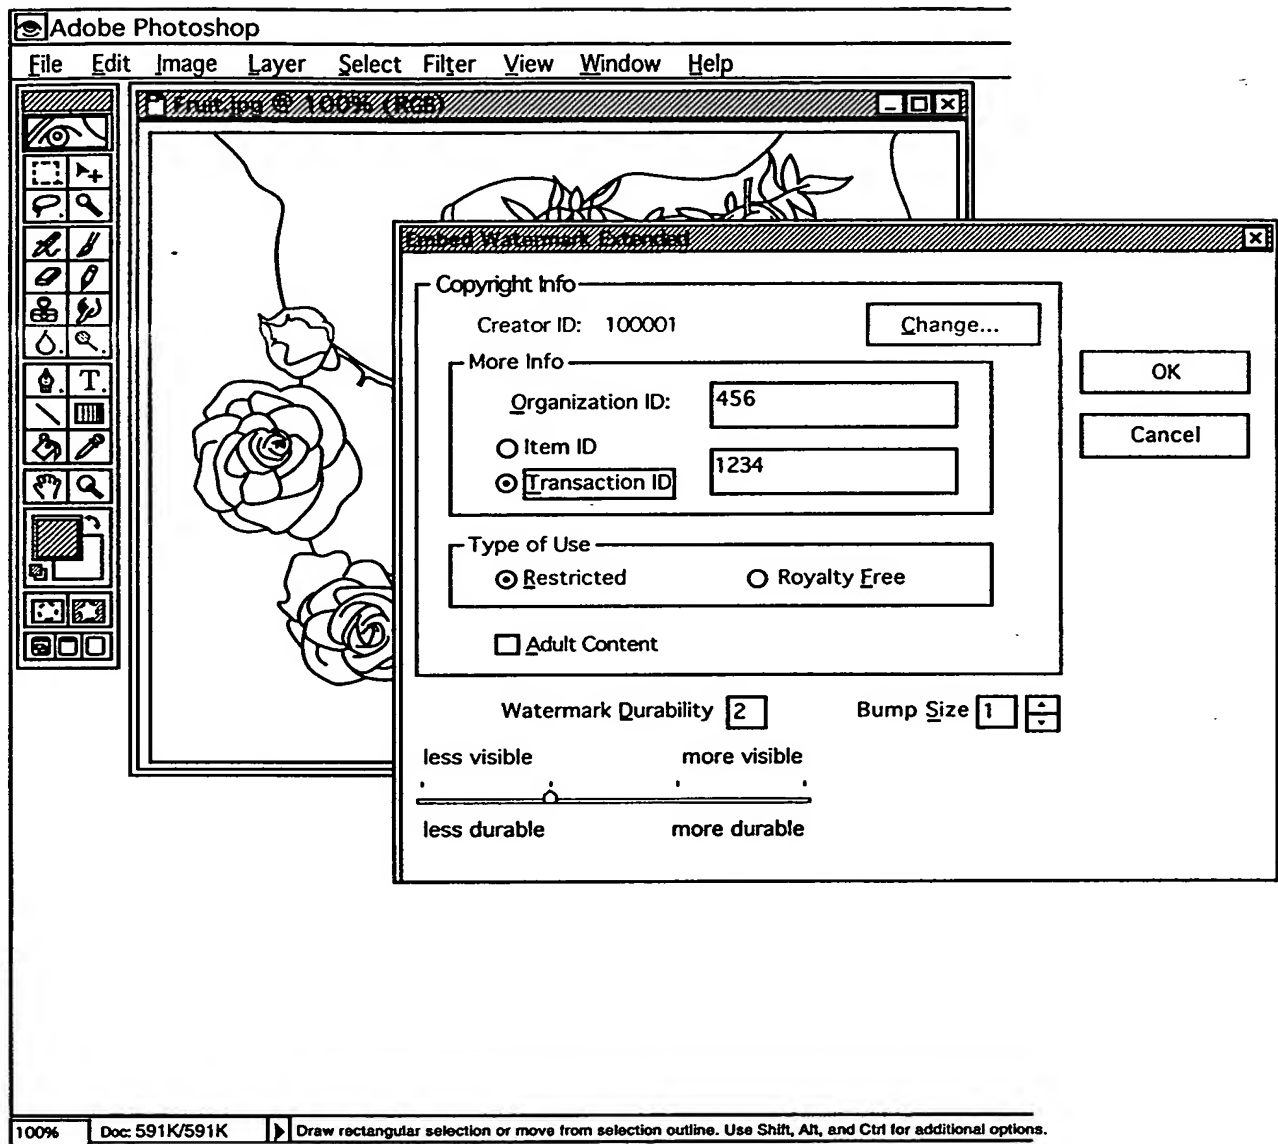 Adobe Photoshop
File Edit Image Layer Select Filter View Window Help
Fruit.jpg @ 100% (RGB)
Embed Watermark Extended
Copyright Info
Creator ID: 100001 Change...
More Info
Organization ID: 456
Item ID
Transaction ID 1234
OK
Cancel
Type of Use
Restricted Royalty Free
Adult Content
Watermark Durability 2 Bump Size 1
less visible more visible
less durable more durable
T
100% Doc: 591K/591K Draw rectangular selection or move from selection outline. Use Shift, Alt, and Ctrl for additional options.